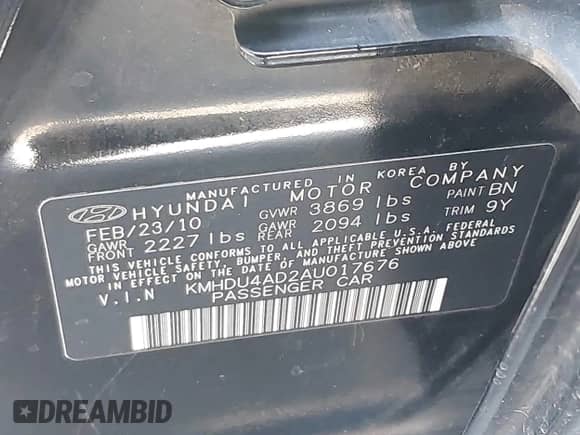 MANUFACTURED IN KOREA BY
HYUNDAI MOTOR COMPANY
FEB/23/10 GVWR 3869 lbs PAINT BN
GAWR FRONT 2227 lbs GAWR REAR 2094 lbs TRIM 9Y
THIS VEHICLE CONFORMS TO ALL APPLICABLE U.S.A. FEDERAL
MOTOR VEHICLE SAFETY, BUMPER, AND THEFT PREVENTION STANDARDS
IN EFFECT ON THE DATE OF MANUFACTURE SHOWN ABOVE.
V.I.N KMHDU4AD2AU017676
PASSENGER CAR
DREAMBID